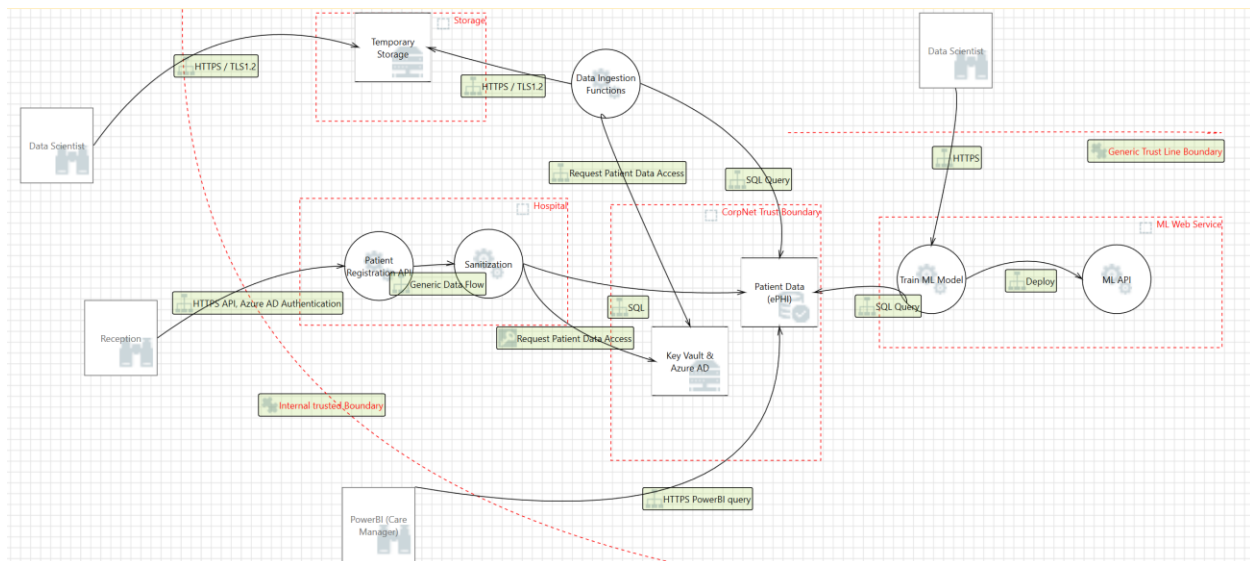 Storage
Temporary
Storage
Data Scientist
HTTPS / TLS1.2
Data Ingestion
Functions
HTTPS / TLS1.2
Data Scientist
HTTPS
Generic Trust Line Boundary
Request Patient Data Access
SQL Query
Hospital
CorpNet Trust Boundary
ML Web Service
Patient
Registration API
Sanitization
Generic Data Flow
HTTPS API, Azure AD Authentication
Reception
Patient Data
(ePHI)
Train ML Model
Deploy
ML API
SQL
SQL Query
Request Patient Data Access
Key Vault &
Azure AD
Internal trusted Boundary
HTTPS PowerBI query
PowerBI (Care
Manager)